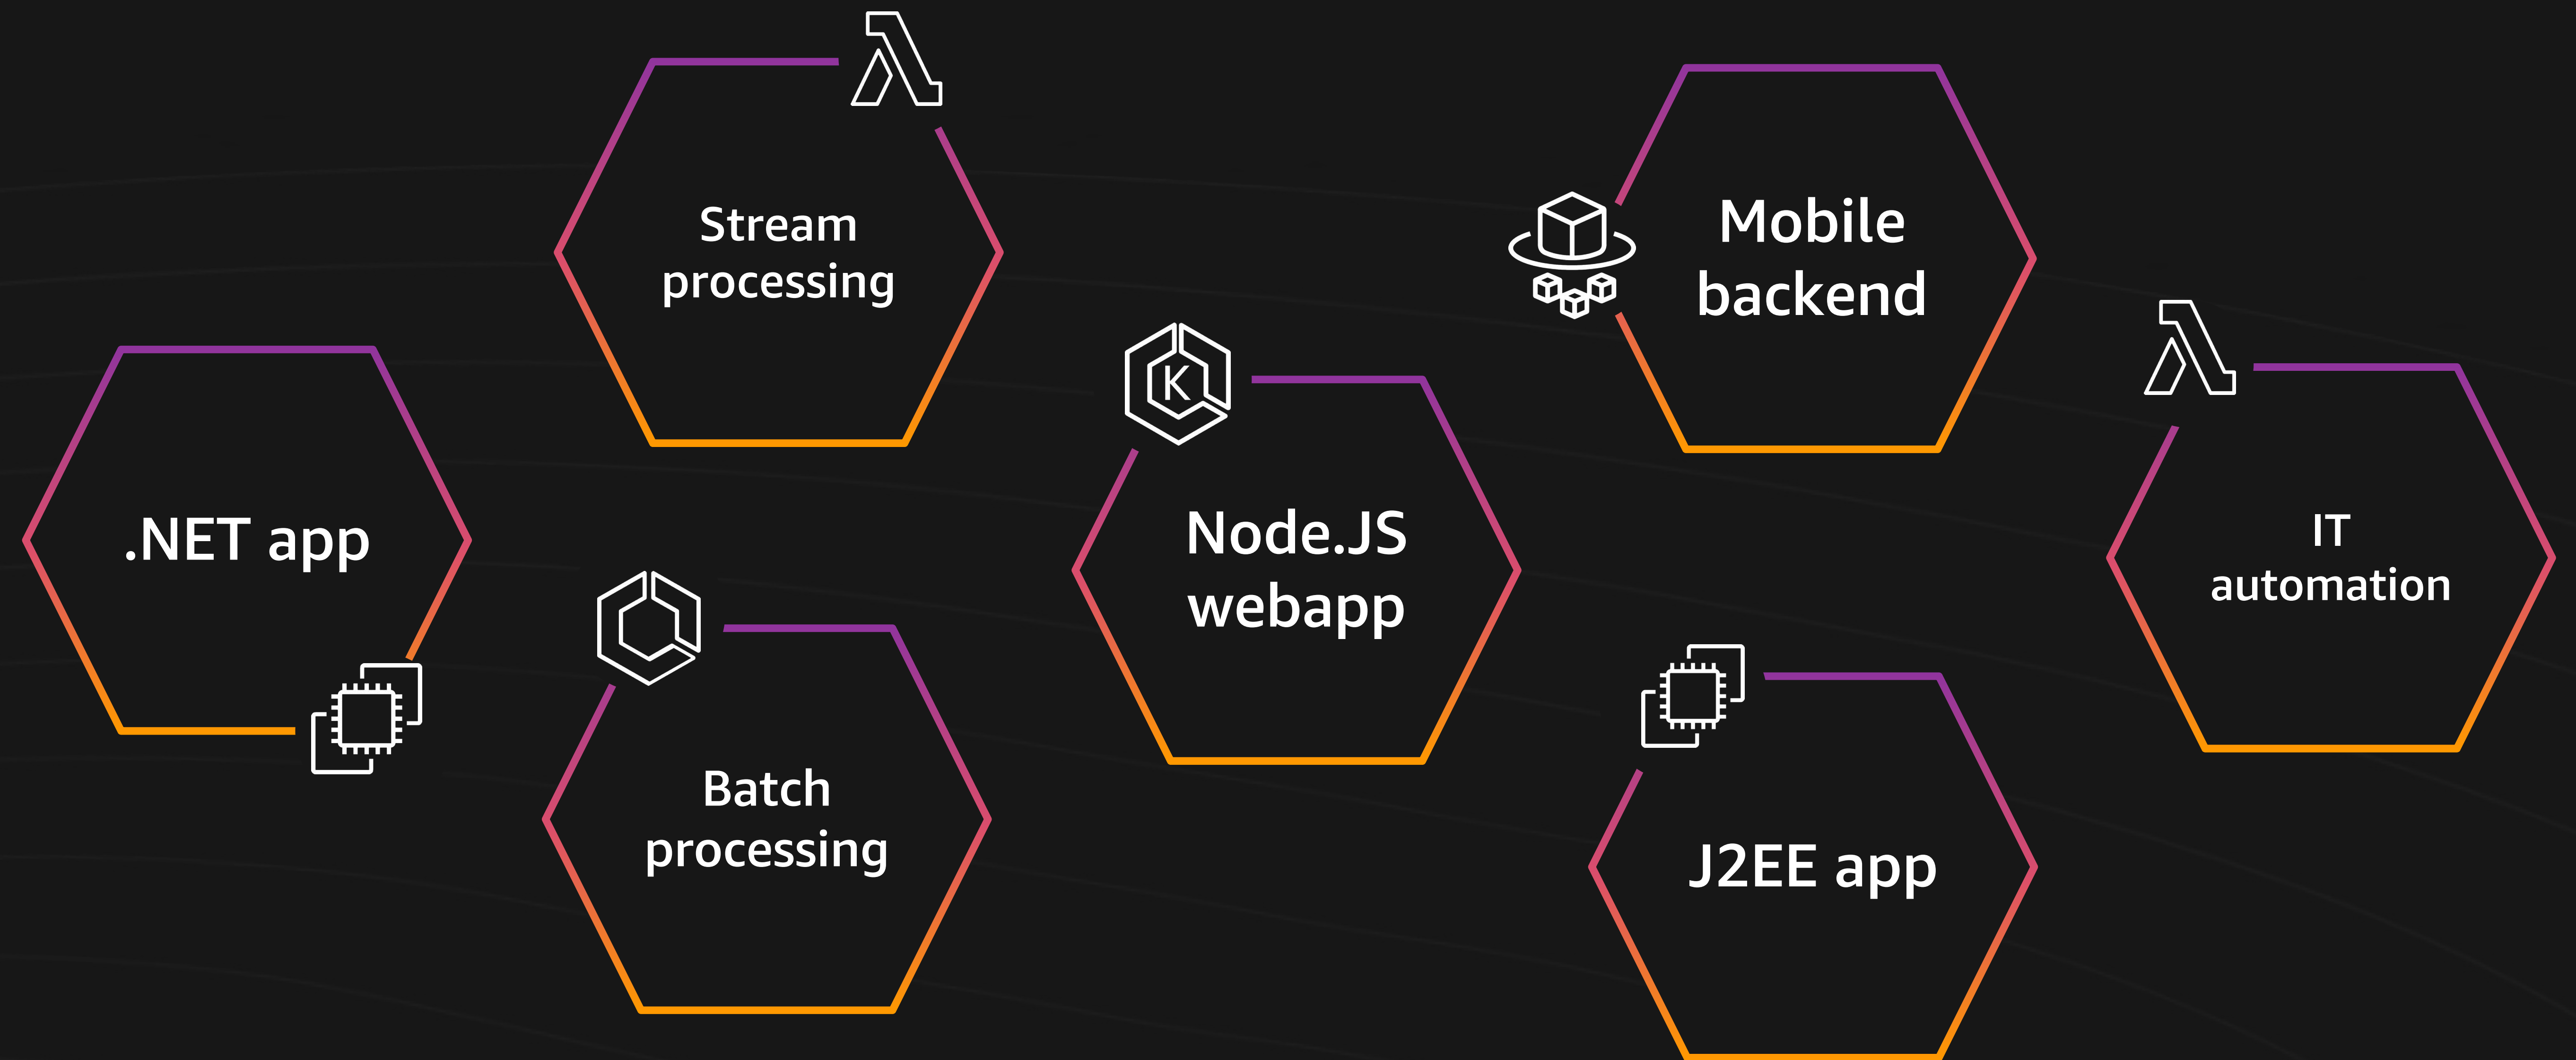 Stream
processing
Mobile
backend
K
.NET app
Node.JS
webapp
IT
automation
Batch
processing
J2EE app